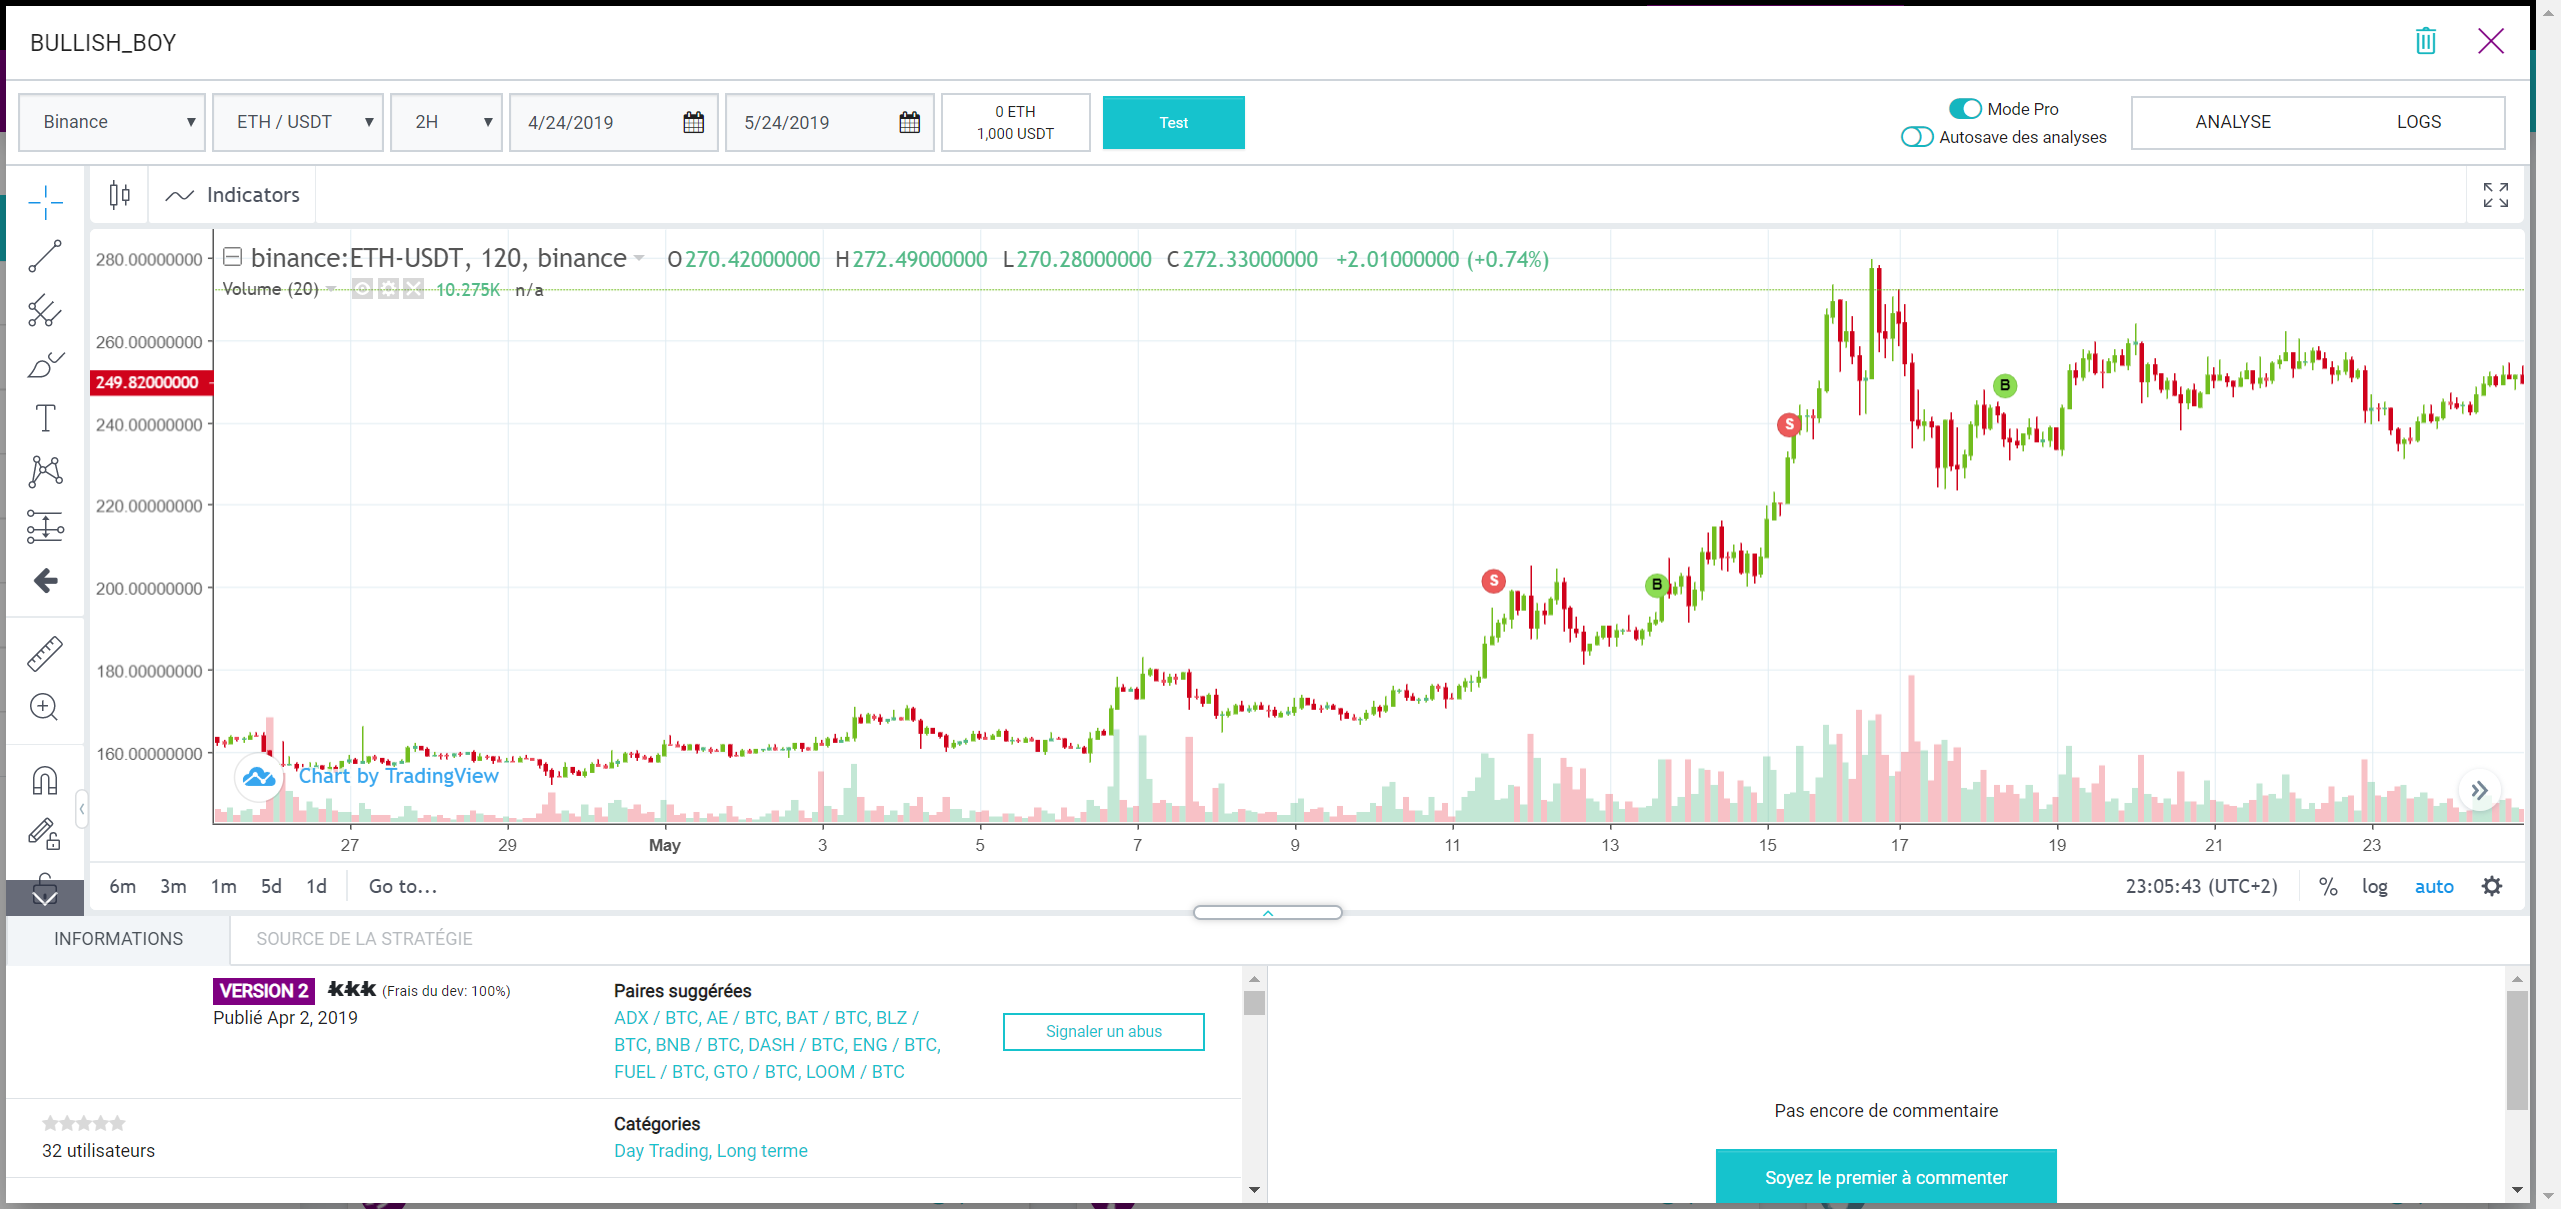 BULLISH_BOY
Binance
ETH / USDT
2H
4/24/2019
5/24/2019
0 ETH
1,000 USDT
Test
Mode Pro
Autosave des analyses
ANALYSE
LOGS
Indicators
binance:ETH-USDT, 120, binance
O270.42000000 H272.49000000 L270.28000000 C272.33000000 +2.01000000 (+0.74%)
Volume (20)
10.275K n/a
280.00000000
260.00000000
249.82000000
240.00000000
220.00000000
200.00000000
180.00000000
160.00000000
S
B
S
B
Chart by TradingView
27 29 May 3 5 7 9 11 13 15 17 19 21 23
6m 3m 1m 5d 1d Go to...
23:05:43 (UTC+2) % log auto
INFORMATIONS
SOURCE DE LA STRATÉGIE
VERSION 2 kkk (Frais du dev: 100%)
Publié Apr 2, 2019
Paires suggérées
ADX / BTC, AE / BTC, BAT / BTC, BLZ /
BTC, BNB / BTC, DASH / BTC, ENG / BTC,
FUEL / BTC, GTO / BTC, LOOM / BTC
Signaler un abus
32 utilisateurs
Catégories
Day Trading, Long terme
Pas encore de commentaire
Soyez le premier à commenter